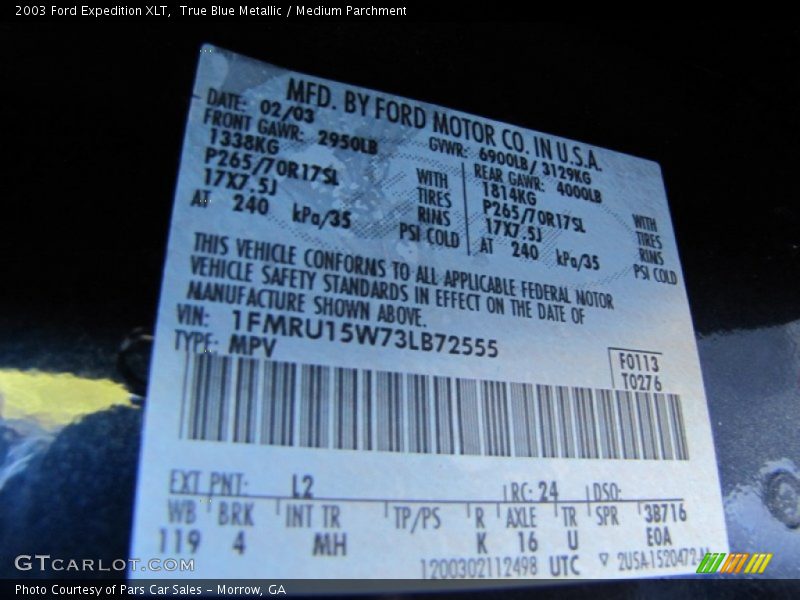 2003 Ford Expedition XLT,  True Blue Metallic / Medium Parchment
MFD. BY FORD MOTOR CO. IN U.S.A.
DATE: 02/03
GVWR: 6900LB / 3129KG
FRONT GAWR: 2950LB
1338KG
P265/70R17SL
17X7.5J
AT 240 kPa/35
WITH
TIRES
RINS
PSI COLD
REAR GAWR: 4000LB
1814KG
P265/70R17SL
17X7.5J
AT 240 kPa/35
WITH
TIRES
RINS
PSI COLD
THIS VEHICLE CONFORMS TO ALL APPLICABLE FEDERAL MOTOR
VEHICLE SAFETY STANDARDS IN EFFECT ON THE DATE OF
MANUFACTURE SHOWN ABOVE.
VIN: 1FMRU15W73LB72555
TYPE: MPV
F0113
T0276
EXT PNT: L2 RC: 24 DSO:
WB BRK INT TR TP/PS R AXLE TR SPR 3B716
119 4 MH K 16 U EOA
1200302112498 UTC ▽ 2U5A1520472
GTCARLOT.COM
Photo Courtesy of Pars Car Sales – Morrow, GA